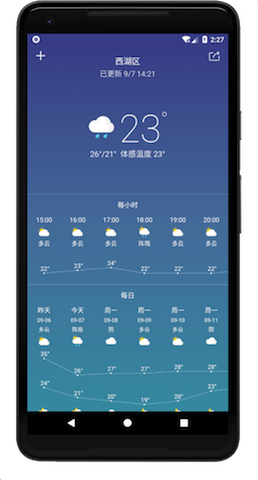 2:27
西湖区
已更新 9/7 14:21
23°
26°/21° 体感温度 23°
每小时
15:00 16:00 17:00 18:00 19:00 20:00
多云 多云 多云 阵雨 多云 多云
22° 23° 24° 22° 22° 22°
每日
昨天 今天 周一 周一 周一 周一
09-06 09-07 09-08 09-09 09-10 09-11
多云 阵雨 阴 多云 多云 阴
35° 26° 27° 27° 28° 28°
24° 21° 20° 19° 20° 23°